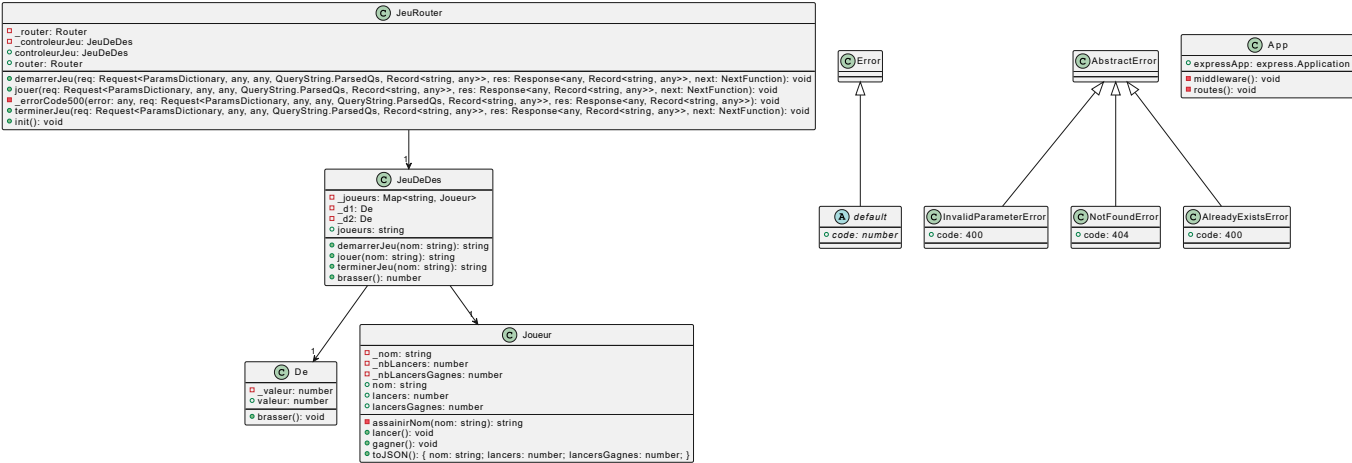 C JeuRouter
_router: Router
_controleurJeu: JeuDeDes
controleurJeu: JeuDeDes
router: Router
demarrerJeu(req: Request<ParamsDictionary, any, any, QueryString.ParsedQs, Record<string, any>>, res: Response<any, Record<string, any>>, next: NextFunction): void
jouer(req: Request<ParamsDictionary, any, any, QueryString.ParsedQs, Record<string, any>>, res: Response<any, Record<string, any>>, next: NextFunction): void
_errorCode500(error: any, req: Request<ParamsDictionary, any, any, QueryString.ParsedQs, Record<string, any>>, res: Response<any, Record<string, any>>): void
terminerJeu(req: Request<ParamsDictionary, any, any, QueryString.ParsedQs, Record<string, any>>, res: Response<any, Record<string, any>>, next: NextFunction): void
init(): void
1
C JeuDeDes
_joueurs: Map<string, Joueur>
_d1: De
_d2: De
joueurs: string
demarrerJeu(nom: string): string
jouer(nom: string): string
terminerJeu(nom: string): string
brasser(): number
1
1
C De
_valeur: number
valeur: number
brasser(): void
C Joueur
_nom: string
_nbLancers: number
_nbLancersGagnes: number
nom: string
lancers: number
lancersGagnes: number
assainirNom(nom: string): string
lancer(): void
gagner(): void
toJSON(): { nom: string; lancers: number; lancersGagnes: number; }
C Error
A default
code: number
C AbstractError
C InvalidParameterError
code: 400
C NotFoundError
code: 404
C AlreadyExistsError
code: 400
C App
expressApp: express.Application
middleware(): void
routes(): void